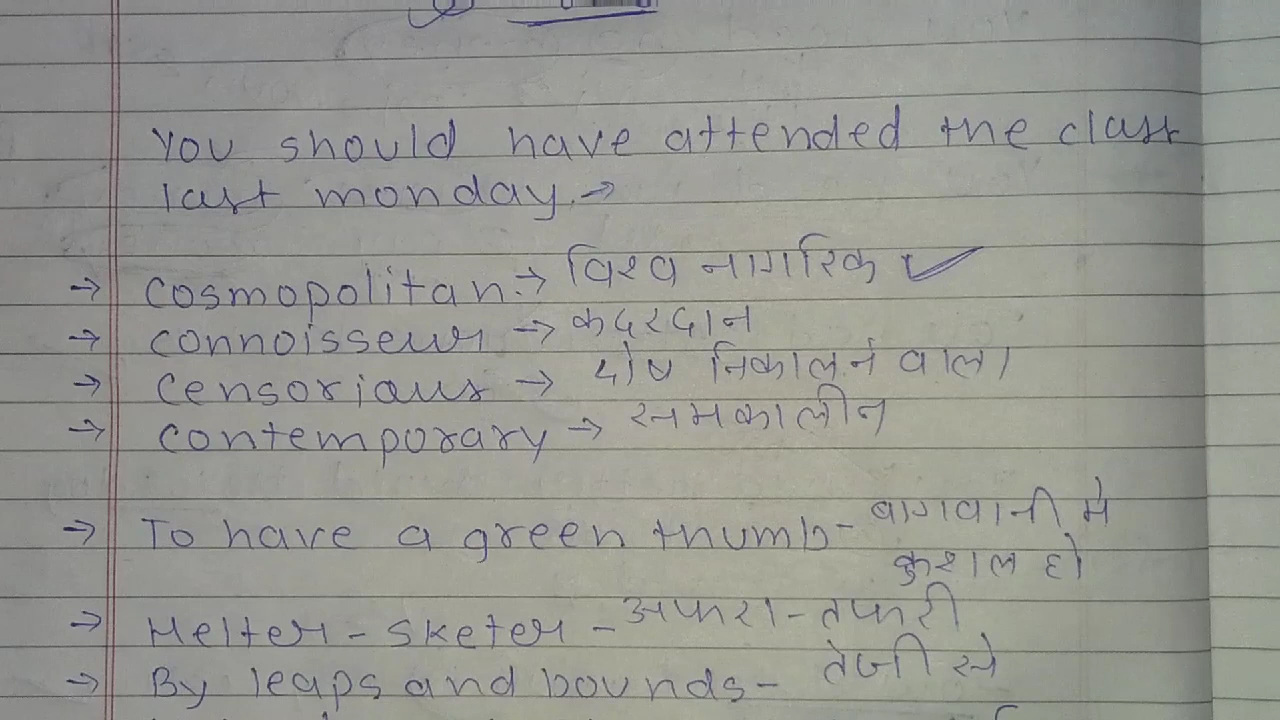 You should have attended the class
last monday. →
→ Cosmopolitan. → विश्व नागरिक ✓
→ Connoisseur → कदरदान
→ Censorious → दोष निकालने वाला
→ Contemporary → समकालीन
→ To have a green thumb - बागवानी मे
कुशल हो
→ Helter - sketer - अफरा - तफरी
→ By leaps and bounds - तेजी से